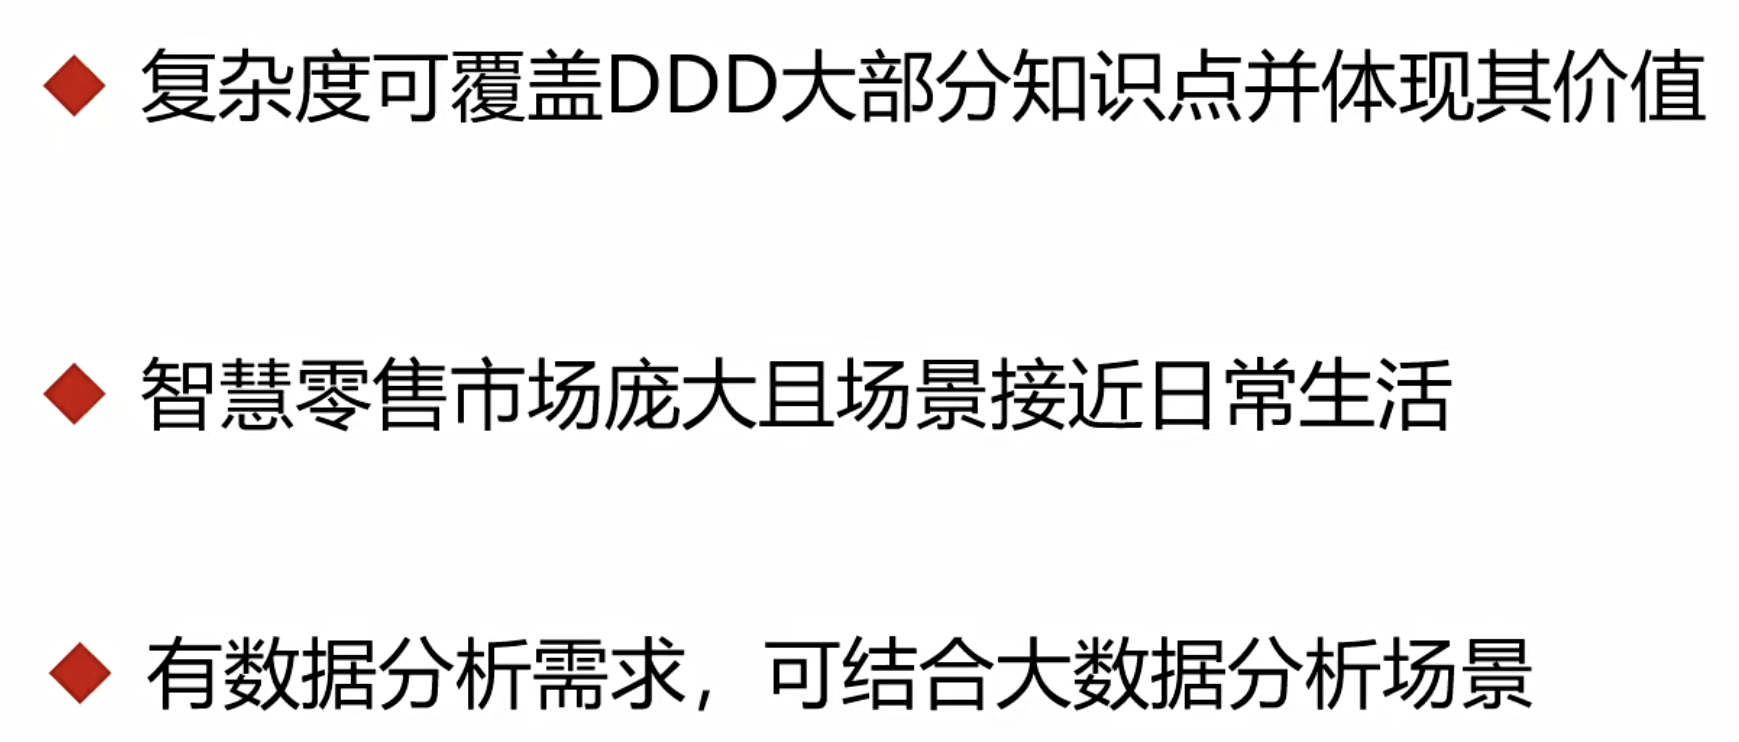 复杂度可覆盖DDD大部分知识点并体现其价值
智慧零售市场庞大且场景接近日常生活
有数据分析需求，可结合大数据分析场景